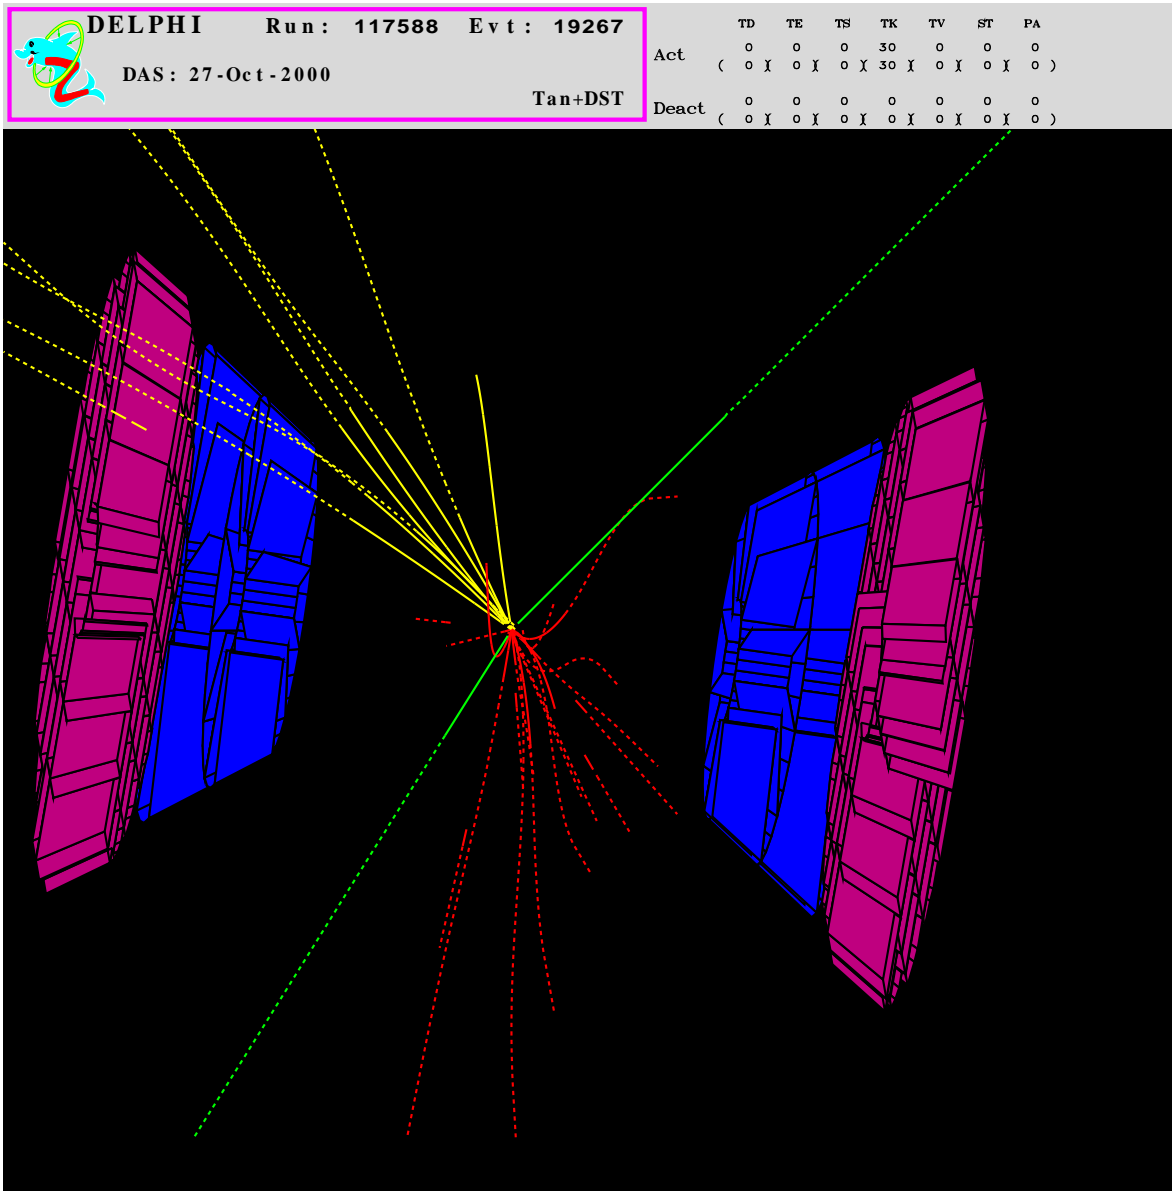 DELPHI Run: 117588 Evt: 19267
DAS: 27-Oct-2000
Tan+DST
TD TE TS TK TV ST PA
Act 0 0 0 30 0 0 0
( 0 )( 0 )( 0 )( 30 )( 0 )( 0 )( 0 )
Deact 0 0 0 0 0 0 0
( 0 )( 0 )( 0 )( 0 )( 0 )( 0 )( 0 )